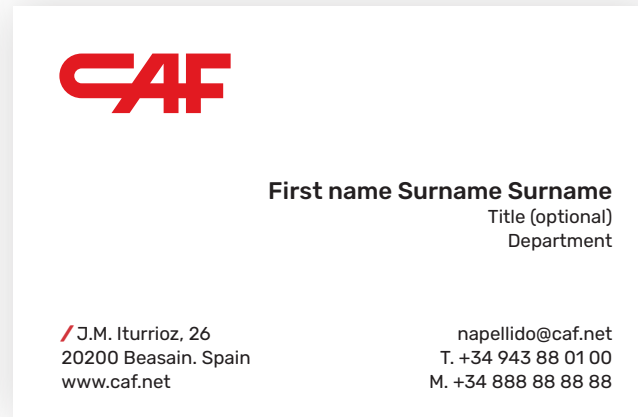 CAF
First name Surname Surname
Title (optional)
Department
/ J.M. Iturrioz, 26
20200 Beasain. Spain
www.caf.net
napellido@caf.net
T. +34 943 88 01 00
M. +34 888 88 88 88